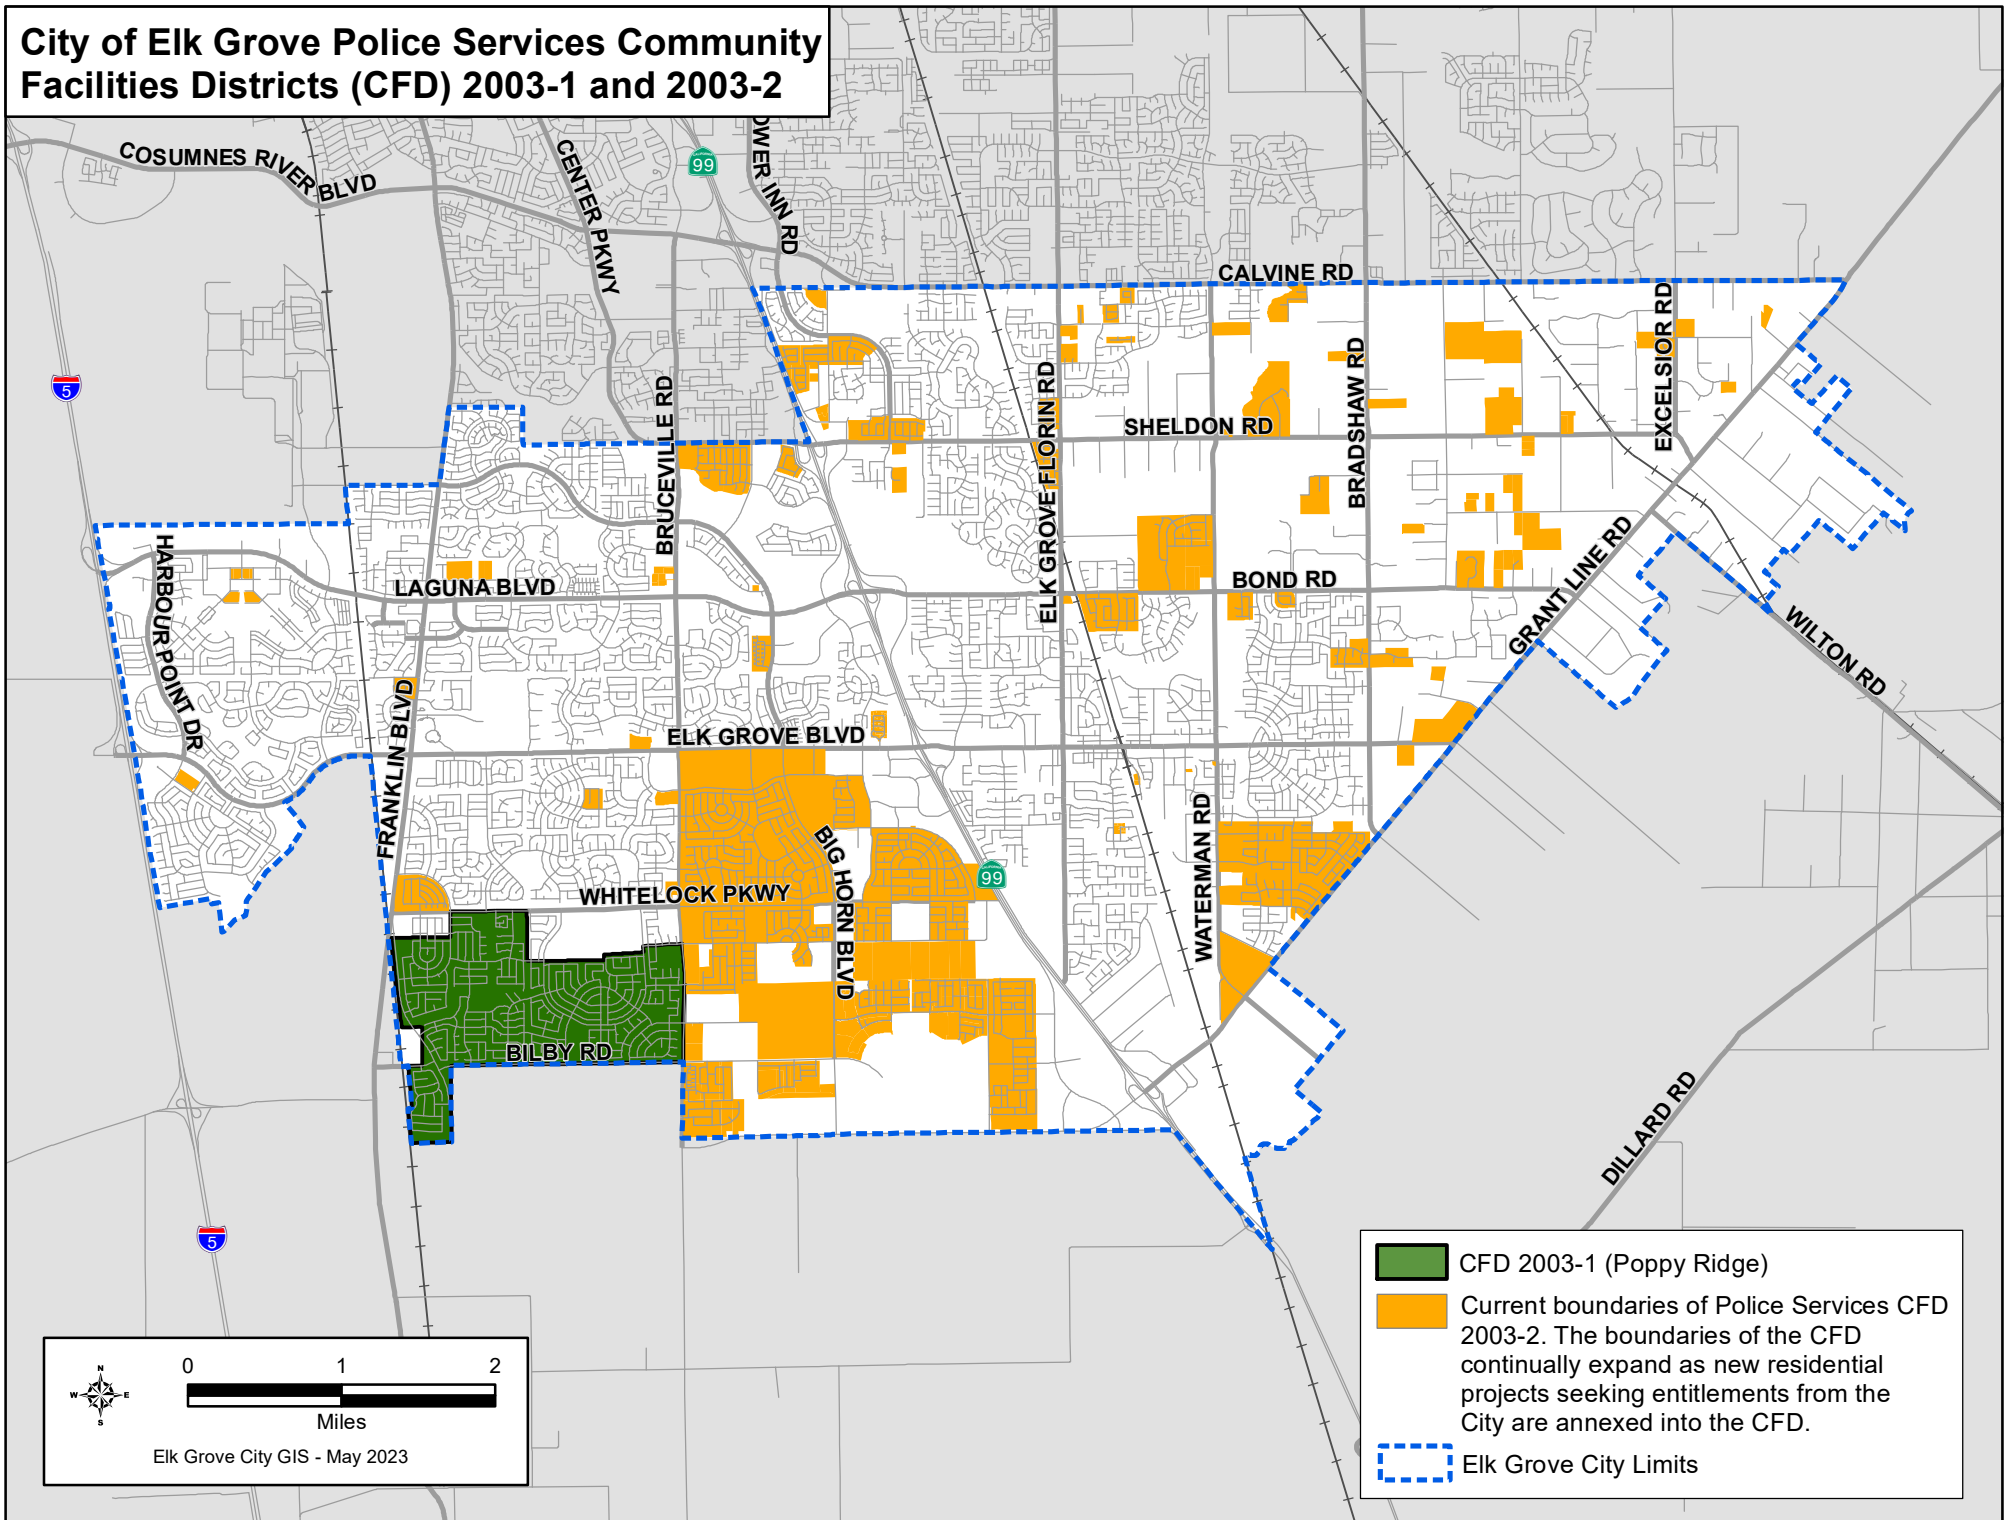 City of Elk Grove Police Services Community
Facilities Districts (CFD) 2003-1 and 2003-2
COSUMNES RIVER BLVD
CENTER PKWY
99
OWER INN RD
CALVINE RD
5
BRUCEVILLE RD
ELK GROVE FLORIN RD
BRADSHAW RD
EXCELSIOR RD
SHELDON RD
HARBOUR POINT DR
LAGUNA BLVD
BOND RD
GRANT LINE RD
WILTON RD
FRANKLIN BLVD
ELK GROVE BLVD
WATERMAN RD
BIG HORN BLVD
99
WHITELOCK PKWY
BILBY RD
DILLARD RD
5
CFD 2003-1 (Poppy Ridge)
Current boundaries of Police Services CFD
2003-2. The boundaries of the CFD
continually expand as new residential
projects seeking entitlements from the
City are annexed into the CFD.
Elk Grove City Limits
N
W E
S
0 1 2
Miles
Elk Grove City GIS - May 2023